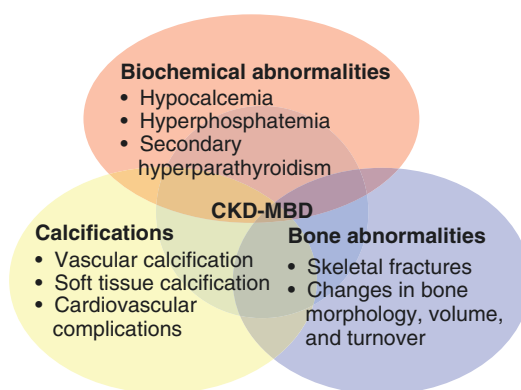 Biochemical abnormalities
• Hypocalcemia
• Hyperphosphatemia
• Secondary
hyperparathyroidism
CKD-MBD
Calcifications
• Vascular calcification
• Soft tissue calcification
• Cardiovascular
complications
Bone abnormalities
• Skeletal fractures
• Changes in bone
morphology, volume,
and turnover